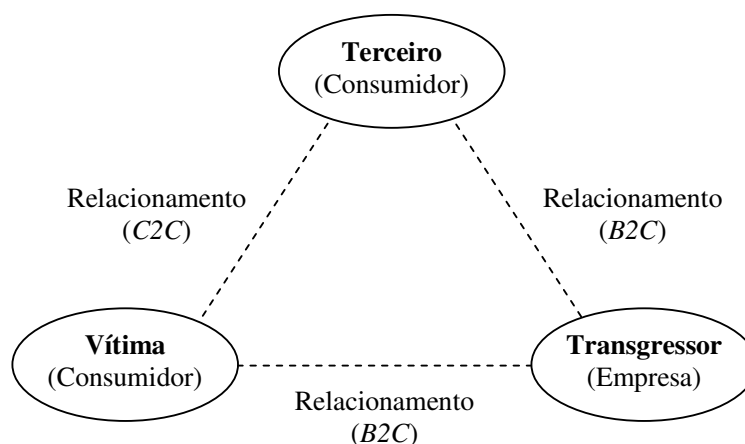 Terceiro
(Consumidor)
Relacionamento
(C2C)
Relacionamento
(B2C)
Vítima
(Consumidor)
Transgressor
(Empresa)
Relacionamento
(B2C)